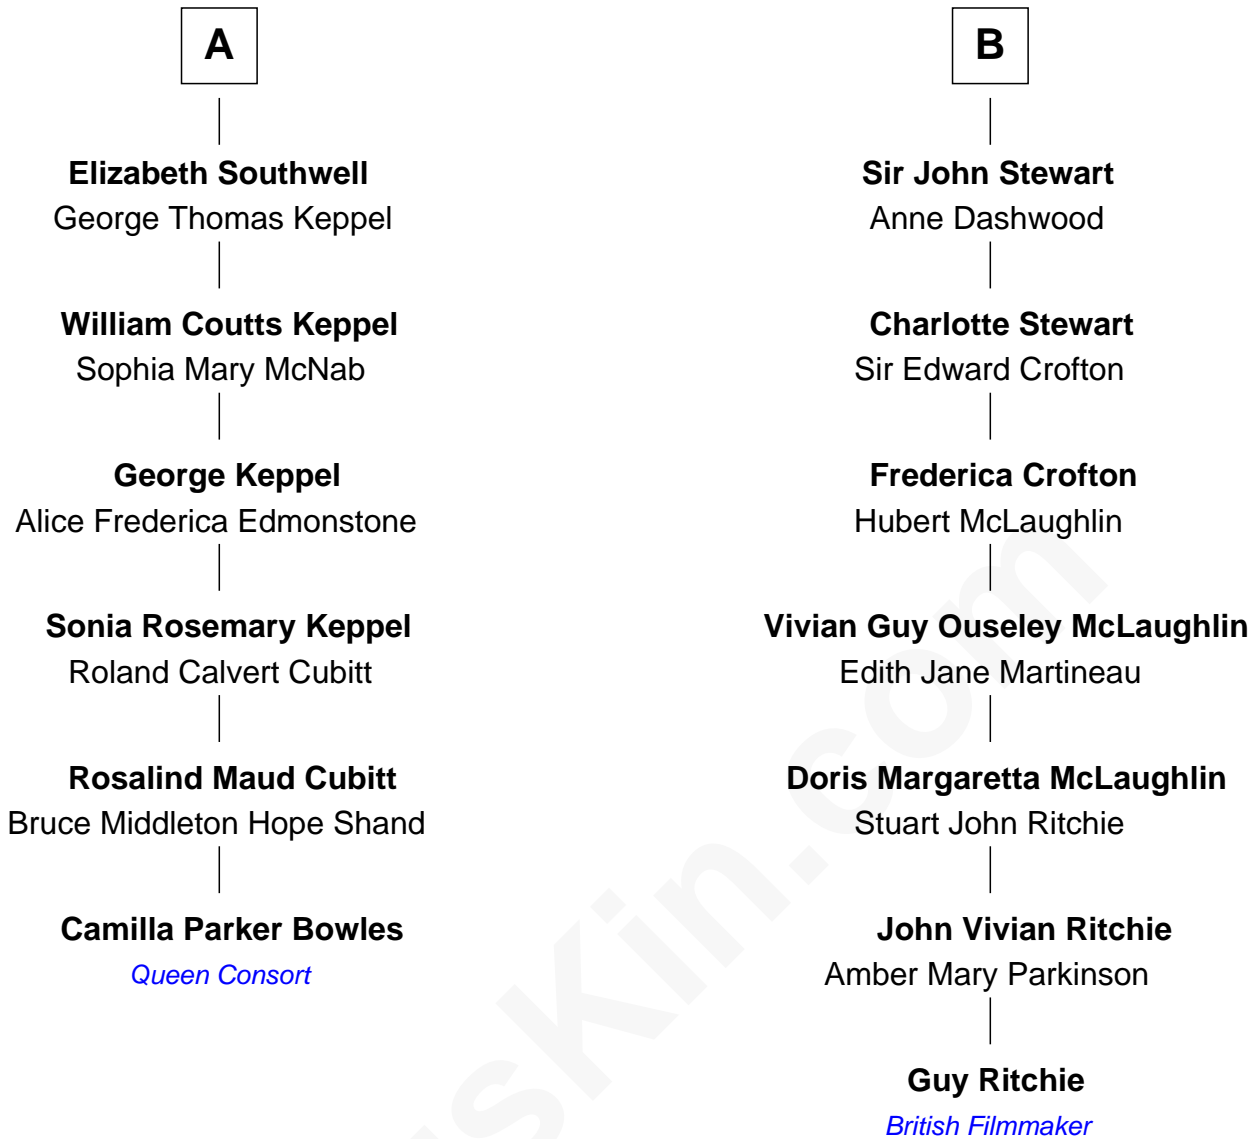 A
Elizabeth Southwell
George Thomas Keppel
William Coutts Keppel
Sophia Mary McNab
George Keppel
Alice Frederica Edmonstone
Sonia Rosemary Keppel
Roland Calvert Cubitt
Rosalind Maud Cubitt
Bruce Middleton Hope Shand
Camilla Parker Bowles
Queen Consort
B
Sir John Stewart
Anne Dashwood
Charlotte Stewart
Sir Edward Crofton
Frederica Crofton
Hubert McLaughlin
Vivian Guy Ouseley McLaughlin
Edith Jane Martineau
Doris Margaretta McLaughlin
Stuart John Ritchie
John Vivian Ritchie
Amber Mary Parkinson
Guy Ritchie
British Filmmaker
sKin.com